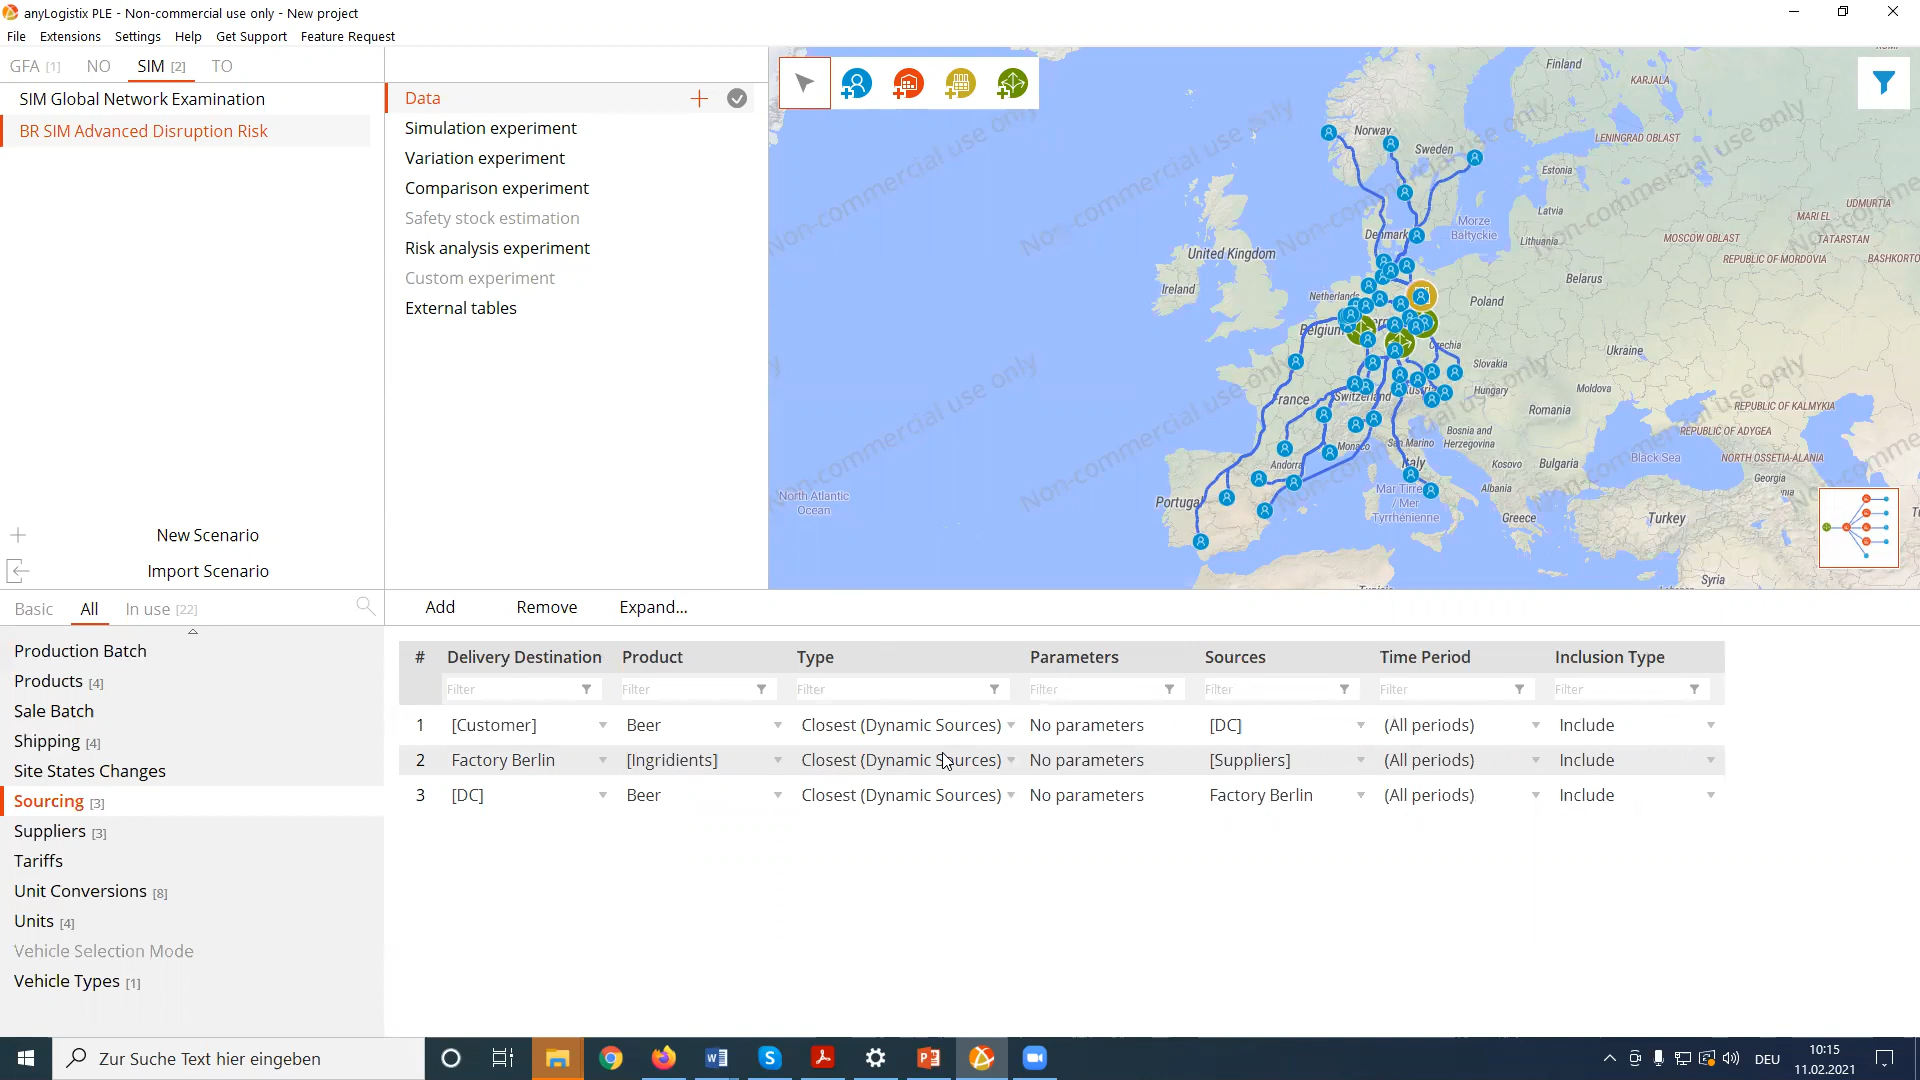 anyLogistix PLE - Non-commercial use only - New project
File Extensions Settings Help Get Support Feature Request
GFA [1] NO SIM [2] TO
SIM Global Network Examination
BR SIM Advanced Disruption Risk
New Scenario
Import Scenario
Data
Simulation experiment
Variation experiment
Comparison experiment
Safety stock estimation
Risk analysis experiment
Custom experiment
External tables
Finland
KARJALA
Norway
Sweden
LENINGRAD OBLAST
Estonia
Latvia
UDMURTIA
MARI EL
TATARSTAN
Morze Bałtyckie
Denmark
Lithuania
MOSCOW OBLAST
REPUBLIC OF MORDOVIA
BASHKORTO
United Kingdom
Ireland
Belarus
Netherlands
Poland
Belgium
Czechia
Slovakia
Ukraine
Hungary
Moldova
France
Switzerland
Austria
Romania
REPUBLIC OF KALMYKIA
Bosnia and Herzegovina
San Marino
Monaco
REPUBLIC OF ADYGEA
Andorra
Italy
Kosovo
Bulgaria
Black Sea
NORTH OSSETIA-ALANIA
Georgia
Albania
North Atlantic Ocean
Portugal
Mar Tirreno / Mer Tyrrhénienne
Greece
Turkey
Syria
Non-commercial use only
Basic All In use [22]
Production Batch
Products [4]
Sale Batch
Shipping [4]
Site States Changes
Sourcing [3]
Suppliers [3]
Tariffs
Unit Conversions [8]
Units [4]
Vehicle Selection Mode
Vehicle Types [1]
Add Remove Expand...
# Delivery Destination Product Type Parameters Sources Time Period Inclusion Type
Filter Filter Filter Filter Filter Filter Filter
1 [Customer] Beer Closest (Dynamic Sources) No parameters [DC] (All periods) Include
2 Factory Berlin [Ingridients] Closest (Dynamic Sources) No parameters [Suppliers] (All periods) Include
3 [DC] Beer Closest (Dynamic Sources) No parameters Factory Berlin (All periods) Include
Zur Suche Text hier eingeben
DEU
10:15
11.02.2021